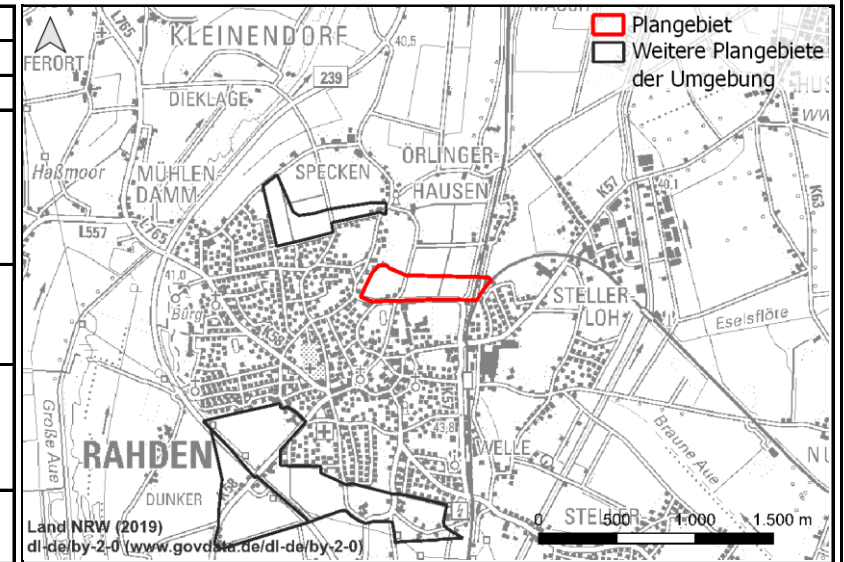 Plangebiet
Weitere Plangebiete
der Umgebung
FERORT
L765
KLEINENDORF
40,5
239
DIEKLAGE
ÖRLINGER-
HAUSEN
K57
40,1
K63
Haßmoor
MÜHLEN-
DAMM
SPECKEN
L557
L765
41,0
Burg
K58
STELLER
LOH
Eselsflöte
Große Aue
43,8
RAHDEN
WELLE
Braune Aue
DUNKER
K58
STELLER
Land NRW (2019)
dl-de/by-2-0 (www.govdata.de/dl-de/by-2-0)
0 500 1.000 1.500 m